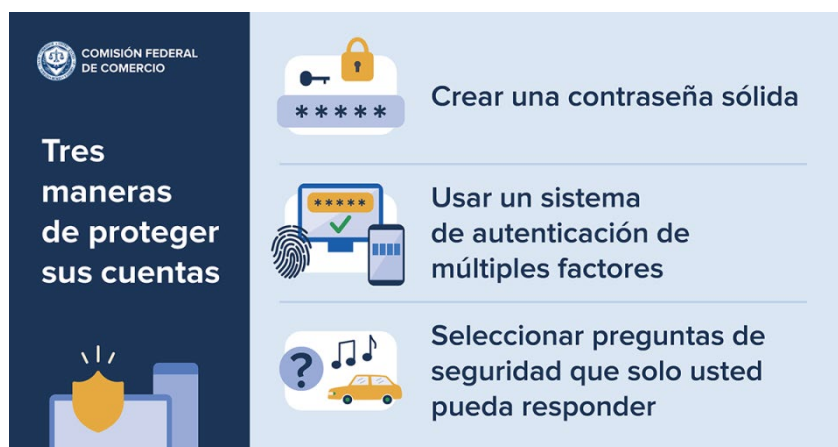 COMISIÓN FEDERAL
DE COMERCIO
Tres
maneras
de proteger
sus cuentas
*****
Crear una contraseña sólida
*****
Usar un sistema
de autenticación de
múltiples factores
?
Seleccionar preguntas de
seguridad que solo usted
pueda responder